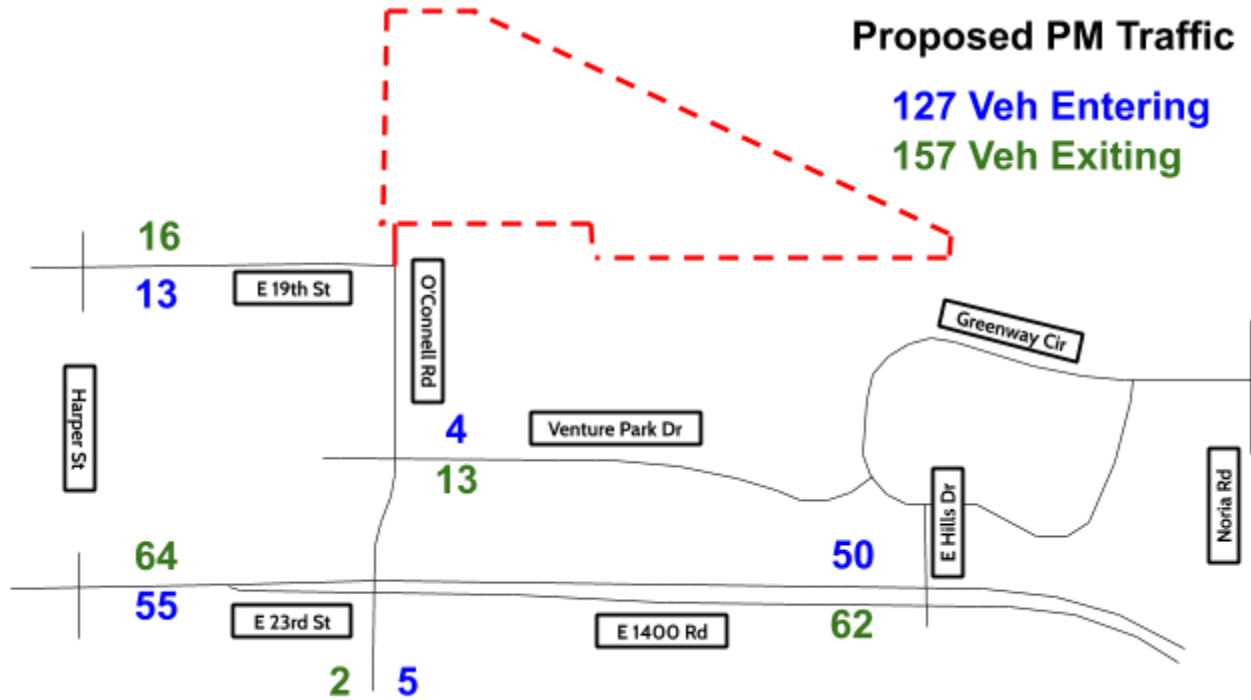 Proposed PM Traffic
127 Veh Entering
157 Veh Exiting
16
13
E 19th St
O'Connell Rd
Greenway Cir
Harper St
4
Venture Park Dr
13
E Hills Dr
Noria Rd
64
50
55
E 23rd St
E 1400 Rd
62
2
5